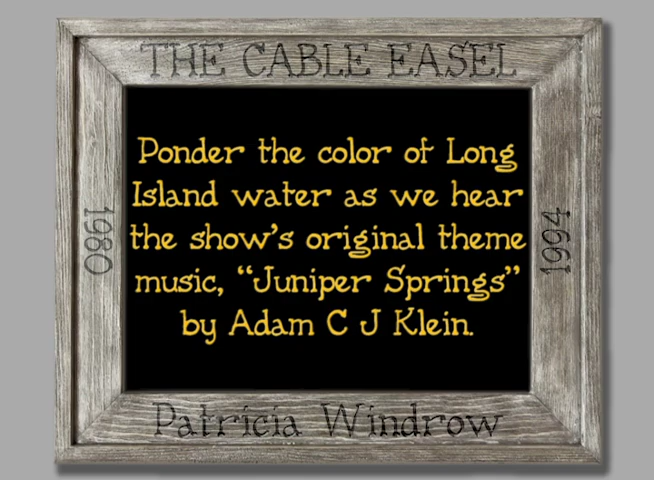 THE CABLE EASEL
1980
Ponder the color of Long
Island water as we hear
the show's original theme
music, “Juniper Springs”
by Adam C J Klein.
1994
Patricia Windrow